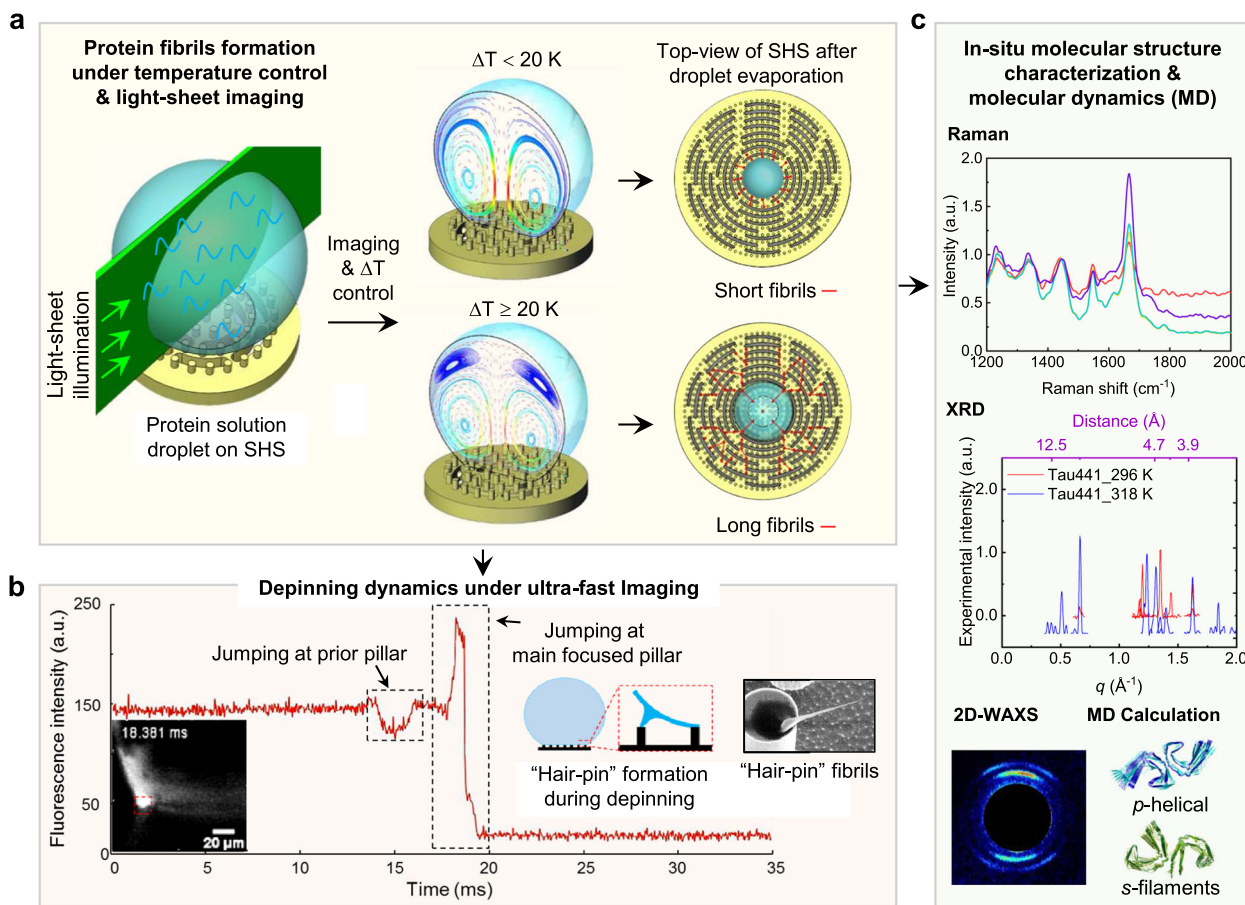 a
Protein fibrils formation
under temperature control
& light-sheet imaging
Light-sheet
illumination
Protein solution
droplet on SHS
Imaging
& ΔT
control
ΔT < 20 K
ΔT ≥ 20 K
Top-view of SHS after
droplet evaporation
Short fibrils
Long fibrils
b
Depinning dynamics under ultra-fast Imaging
Fluorescence intensity (a.u.)
250
150
50
0
0
5
10
15
20
25
30
35
Time (ms)
Jumping at prior pillar
Jumping at
main focused pillar
18.381 ms
20 μm
“Hair-pin” formation
during depinning
“Hair-pin” fibrils
c
In-situ molecular structure
characterization &
molecular dynamics (MD)
Raman
Intensity (a.u.)
2.0
1.5
1.0
0.5
0.0
1200
1400
1600
1800
2000
Raman shift (cm⁻¹)
XRD
Distance (Å)
12.5
4.7
3.9
Tau441_296 K
Tau441_318 K
Experimental intensity (a.u.)
2.0
2.0
1.0
0.0
0.0
0.5
1.0
1.5
2.0
q (Å⁻¹)
2D-WAXS
MD Calculation
p-helical
s-filaments